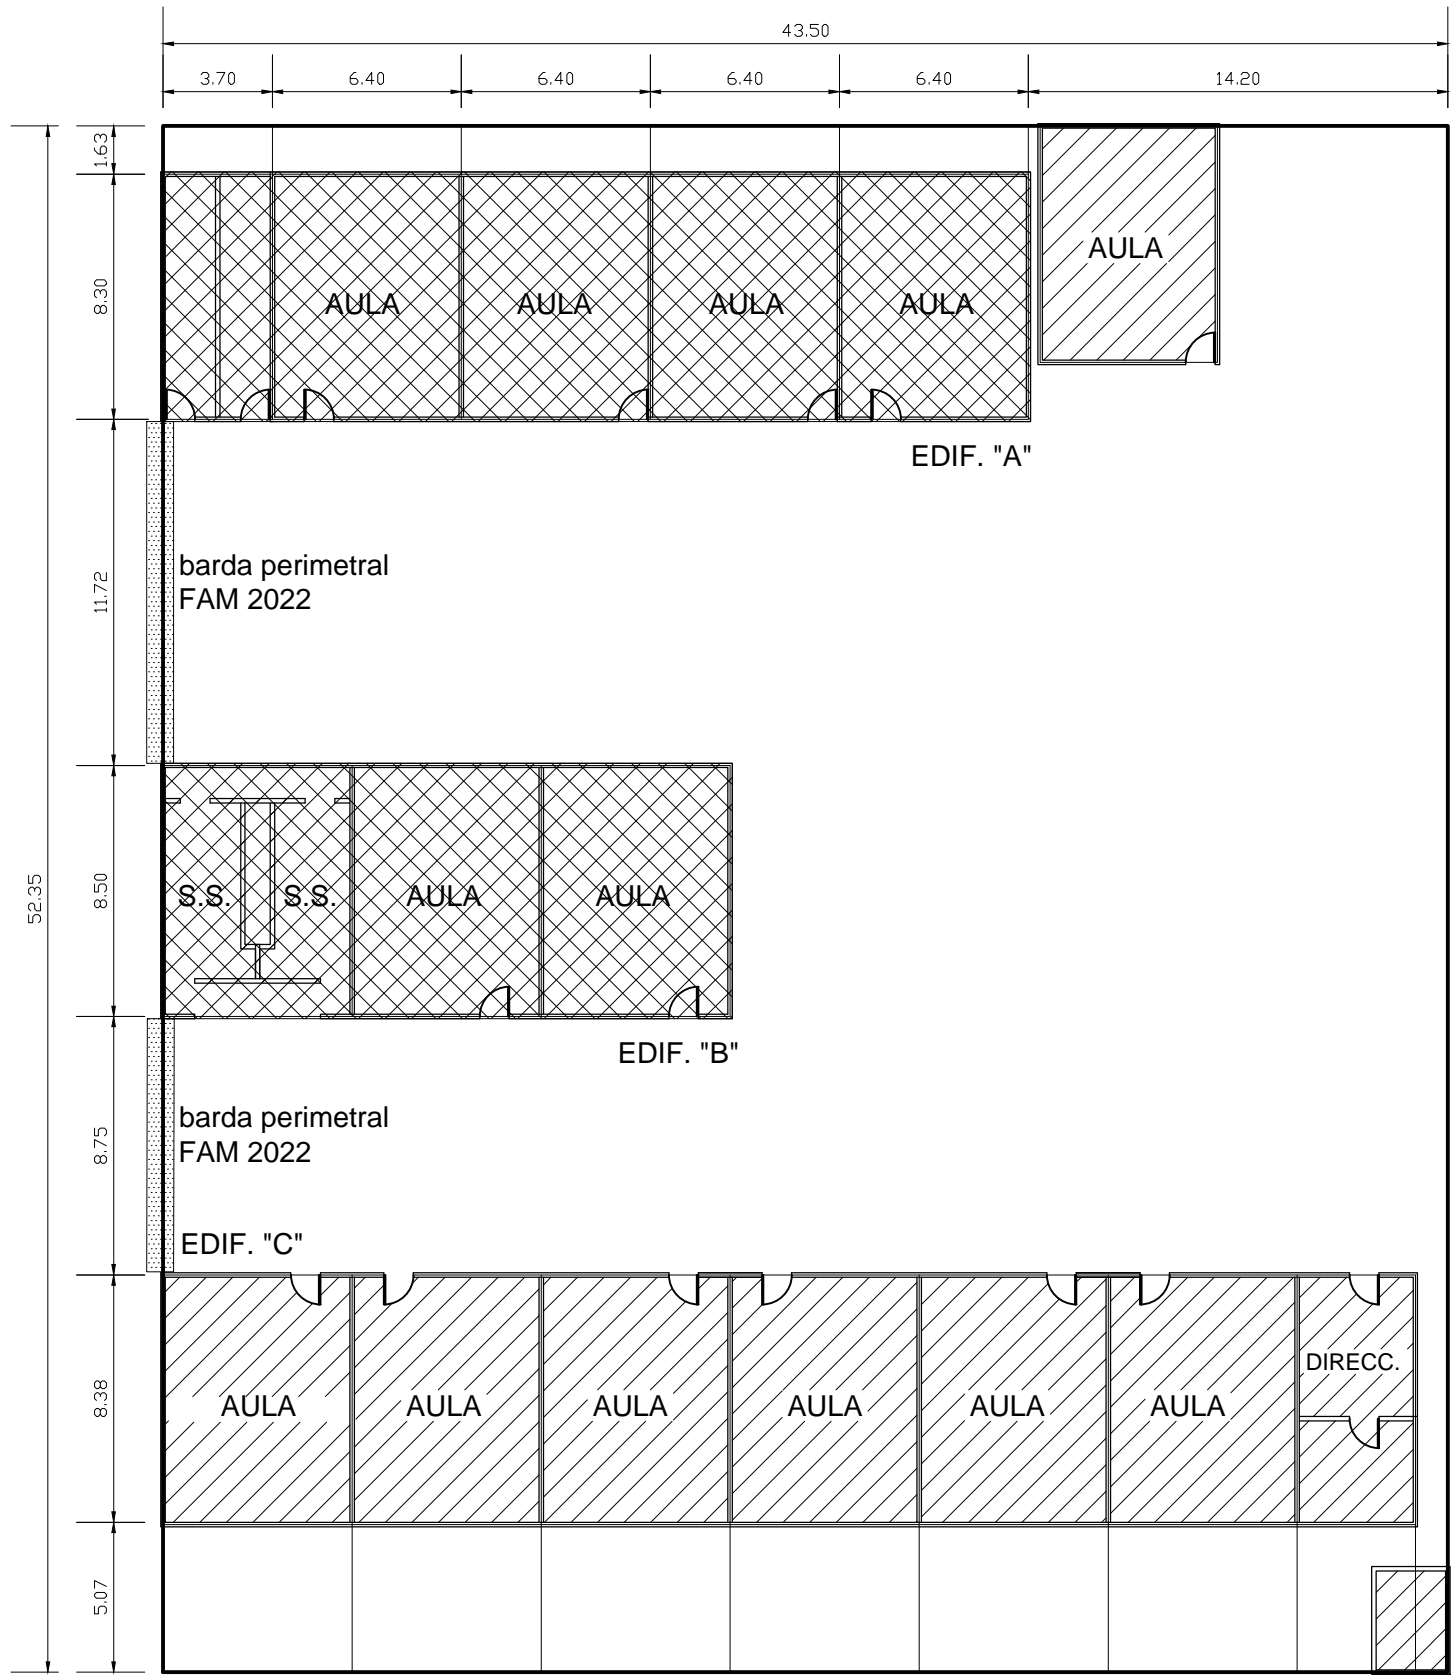 43.50
3.70
6.40
6.40
6.40
6.40
14.20
1.63
8.30
11.72
8.50
8.75
8.38
5.07
52.35
AULA
AULA
AULA
AULA
AULA
EDIF. "A"
barda perimetral
FAM 2022
S.S.
S.S.
AULA
AULA
EDIF. "B"
barda perimetral
FAM 2022
EDIF. "C"
DIRECC.
AULA
AULA
AULA
AULA
AULA
AULA